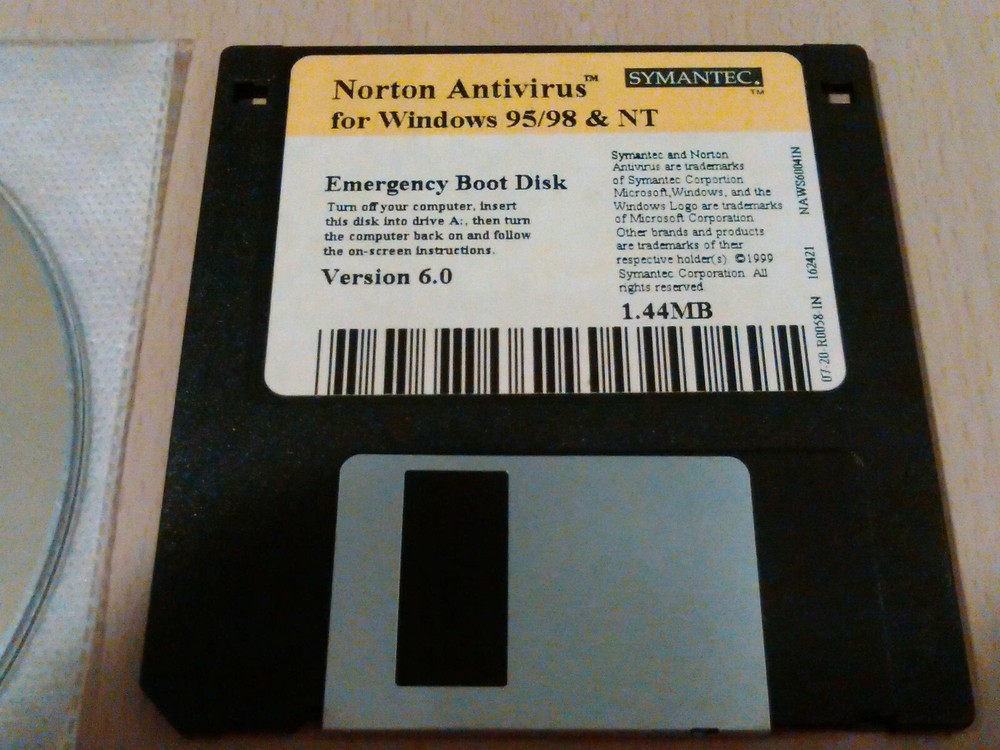 Norton Antivirus™
SYMANTEC.™
for Windows 95/98 & NT
Emergency Boot Disk
Turn off your computer, insert
this disk into drive A:, then turn
the computer back on and follow
the on-screen instructions.
Version 6.0
Symantec and Norton
Antivirus are trademarks
of Symantec Corportion
Microsoft,Windows, and the
Windows Logo are trademarks
of Microsoft Corporation
Other brands and products
are trademarks of their
respective holder(s). ©1999
Symantec Corporation. All
rights reserved
1.44MB
07-20-R0058-IN 162421 NAWS6004IN